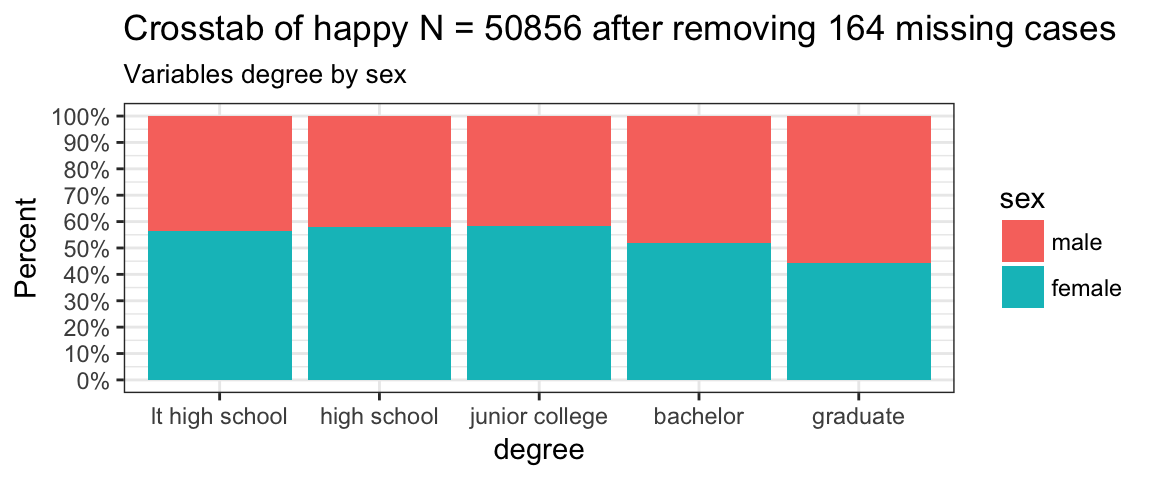 Crosstab of happy N = 50856 after removing 164 missing cases
Variables degree by sex
Percent
100%
90%
80%
70%
60%
50%
40%
30%
20%
10%
0%
lt high school
high school
junior college
bachelor
graduate
degree
sex
male
female